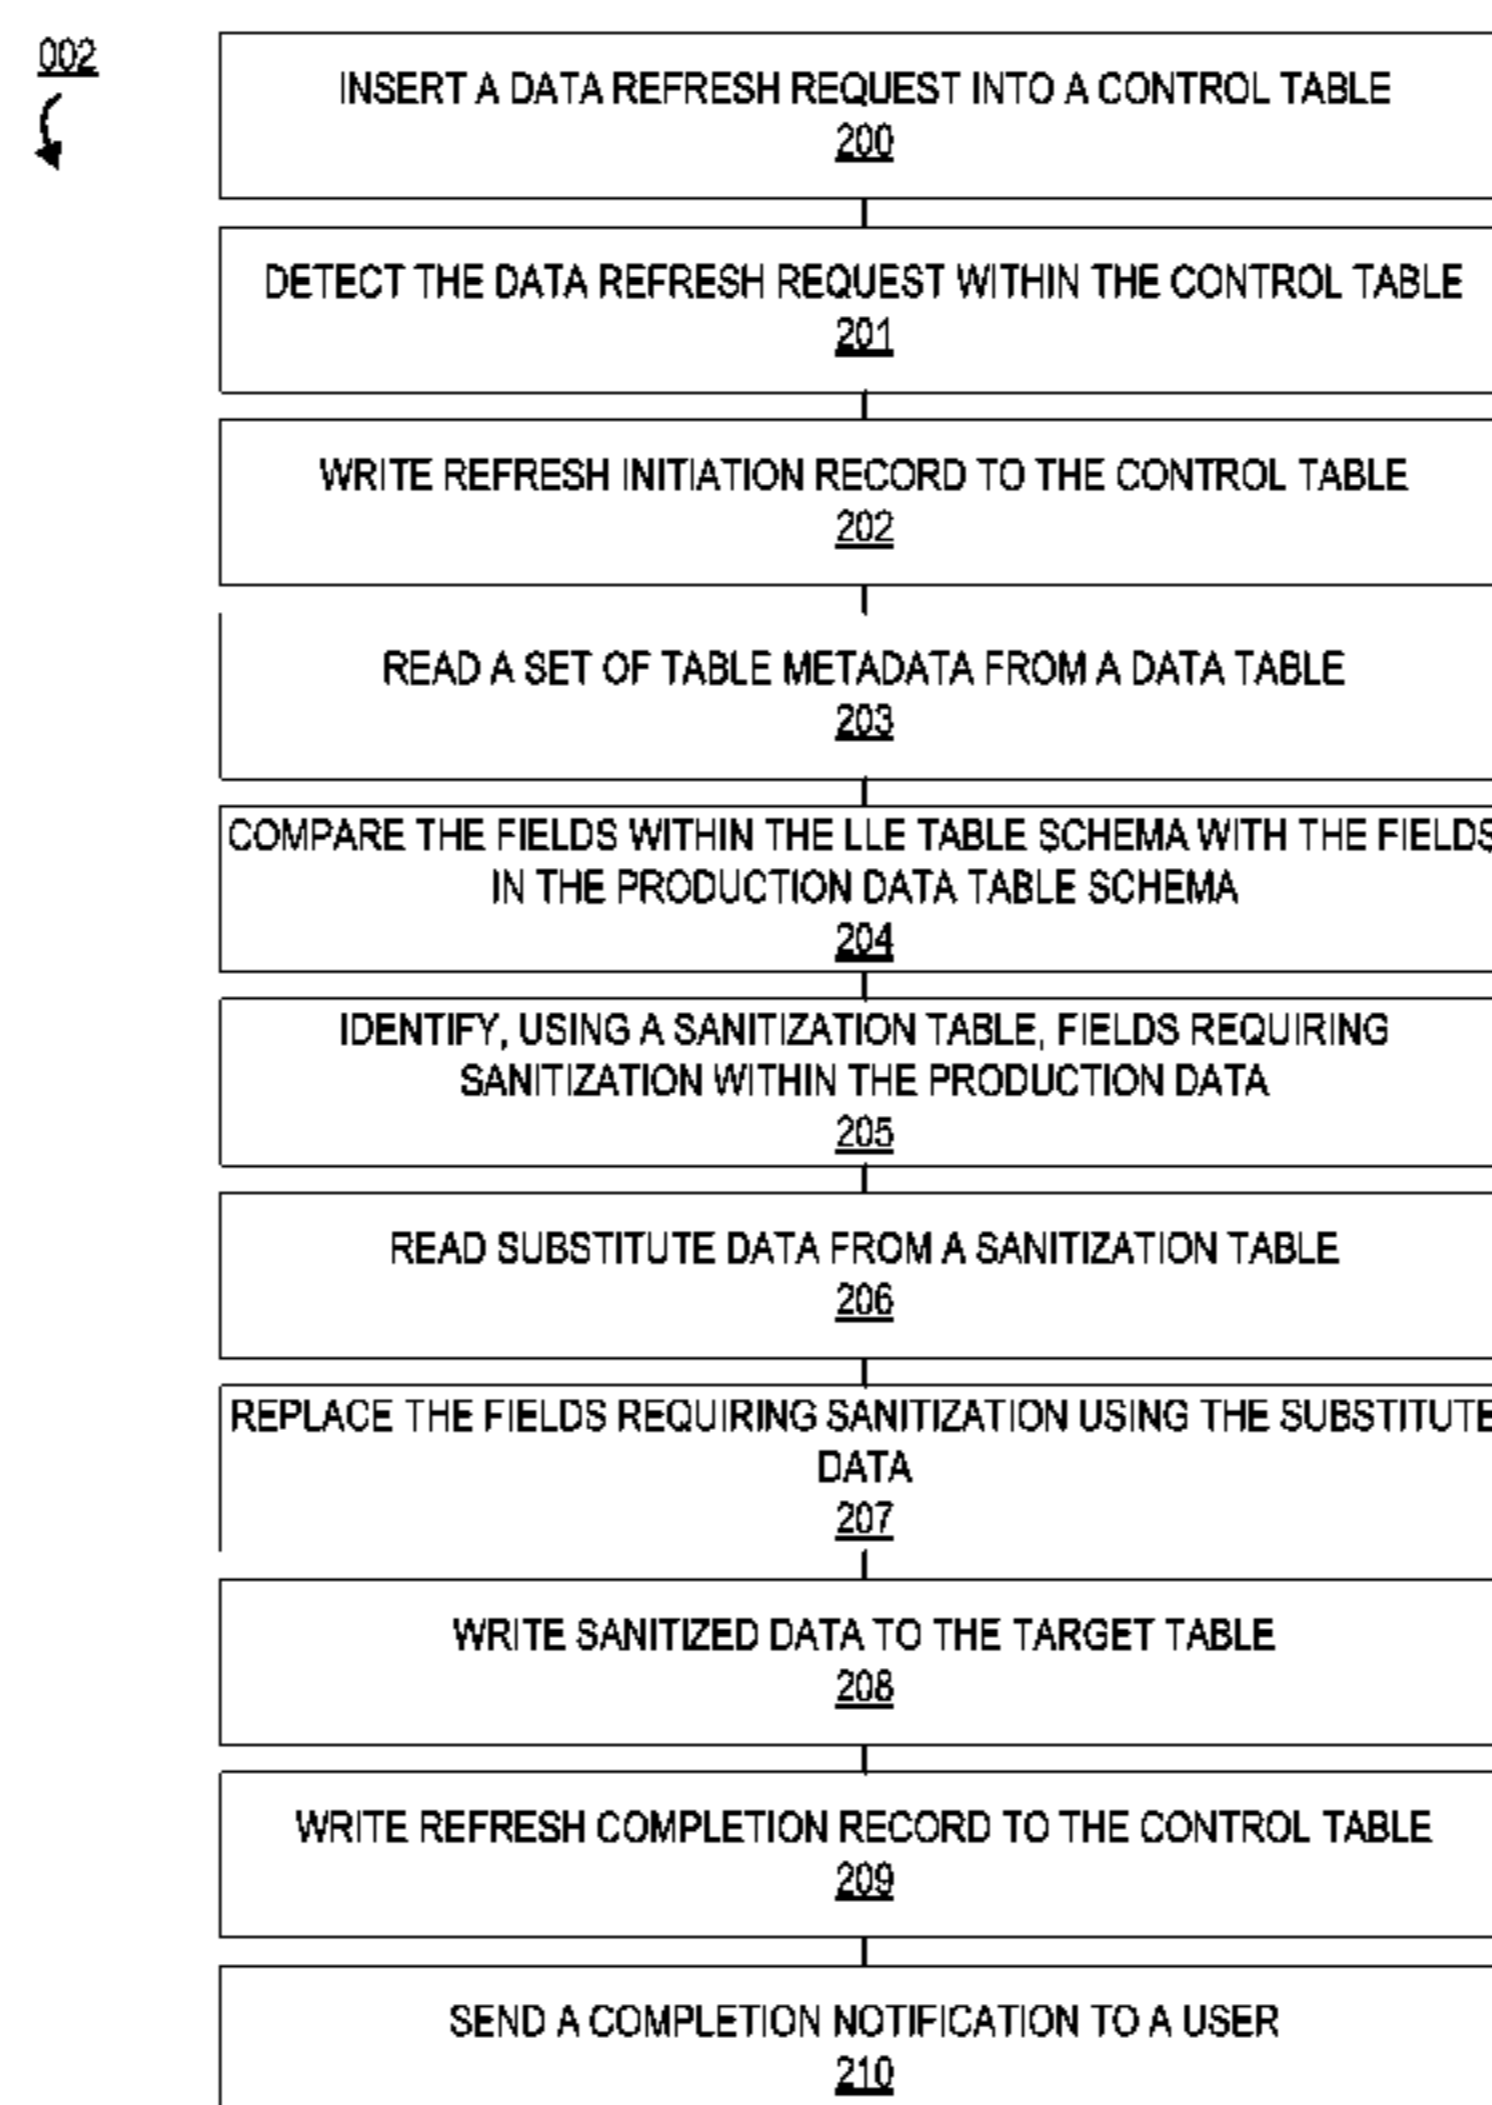 002
INSERT A DATA REFRESH REQUEST INTO A CONTROL TABLE
200
DETECT THE DATA REFRESH REQUEST WITHIN THE CONTROL TABLE
201
WRITE REFRESH INITIATION RECORD TO THE CONTROL TABLE
202
READ A SET OF TABLE METADATA FROM A DATA TABLE
203
COMPARE THE FIELDS WITHIN THE LLE TABLE SCHEMA WITH THE FIELDS
IN THE PRODUCTION DATA TABLE SCHEMA
204
IDENTIFY, USING A SANITIZATION TABLE, FIELDS REQUIRING
SANITIZATION WITHIN THE PRODUCTION DATA
205
READ SUBSTITUTE DATA FROM A SANITIZATION TABLE
206
REPLACE THE FIELDS REQUIRING SANITIZATION USING THE SUBSTITUTE
DATA
207
WRITE SANITIZED DATA TO THE TARGET TABLE
208
WRITE REFRESH COMPLETION RECORD TO THE CONTROL TABLE
209
SEND A COMPLETION NOTIFICATION TO A USER
210